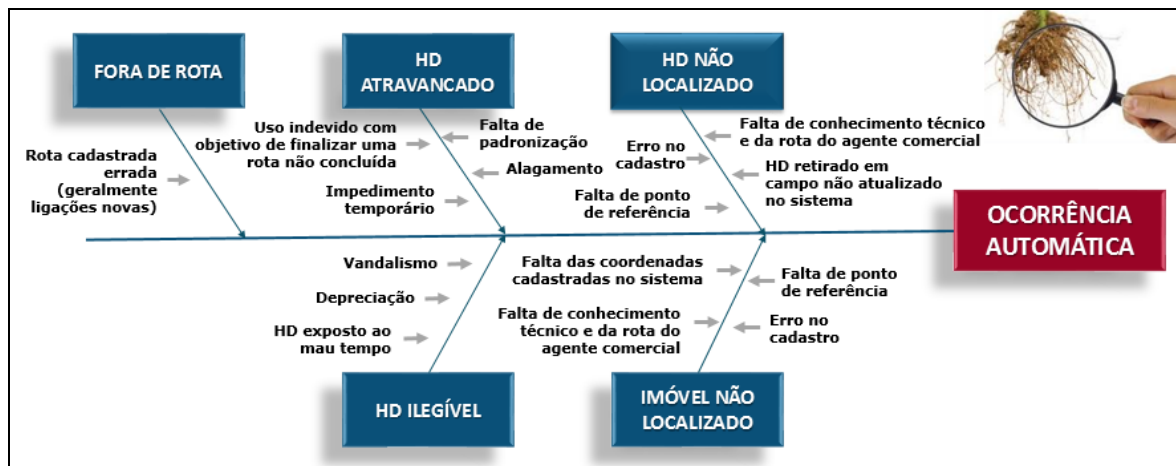 FORA DE ROTA
HD
ATRAVANCADO
HD NÃO
LOCALIZADO
Rota cadastrada
errada
(geralmente
ligações novas)
Uso indevido com
objetivo de finalizar uma
rota não concluída
Impedimento
temporário
Falta de
padronização
Alagamento
Erro no
cadastro
Falta de ponto
de referência
Falta de conhecimento técnico
e da rota do agente comercial
HD retirado em
campo não atualizado
no sistema
OCORRÊNCIA
AUTOMÁTICA
Vandalismo
Depreciação
HD exposto ao
mau tempo
Falta das coordenadas
cadastradas no sistema
Falta de conhecimento
técnico e da rota do
agente comercial
Falta de ponto
de referência
Erro no
cadastro
HD ILEGÍVEL
IMÓVEL NÃO
LOCALIZADO